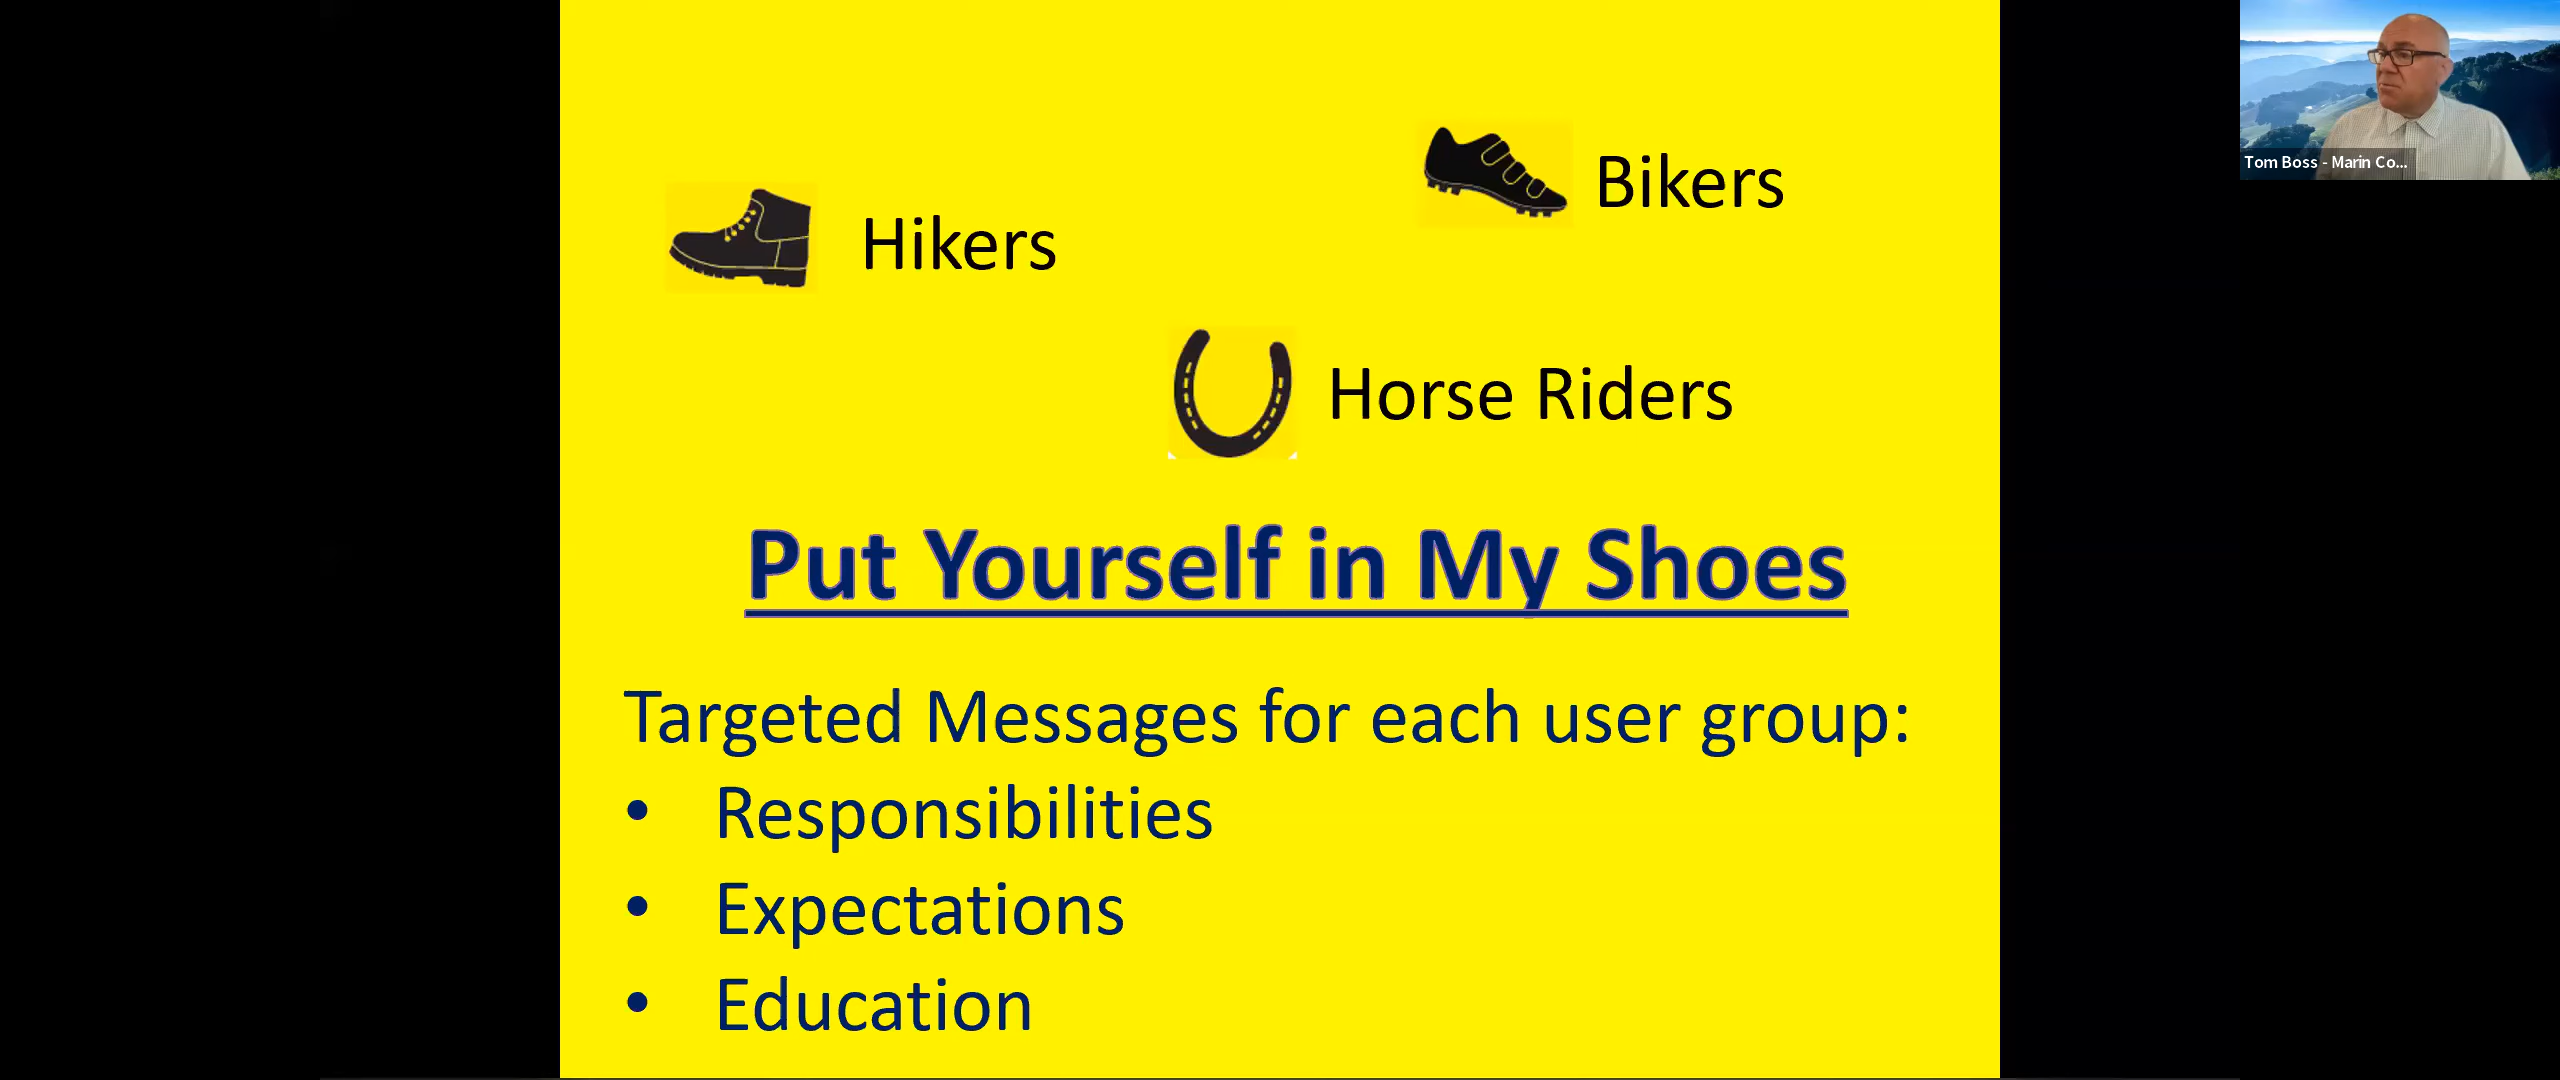 Bikers
Hikers
Horse Riders
Put Yourself in My Shoes
Targeted Messages for each user group:
• Responsibilities
• Expectations
• Education
Tom Boss - Marin Co...